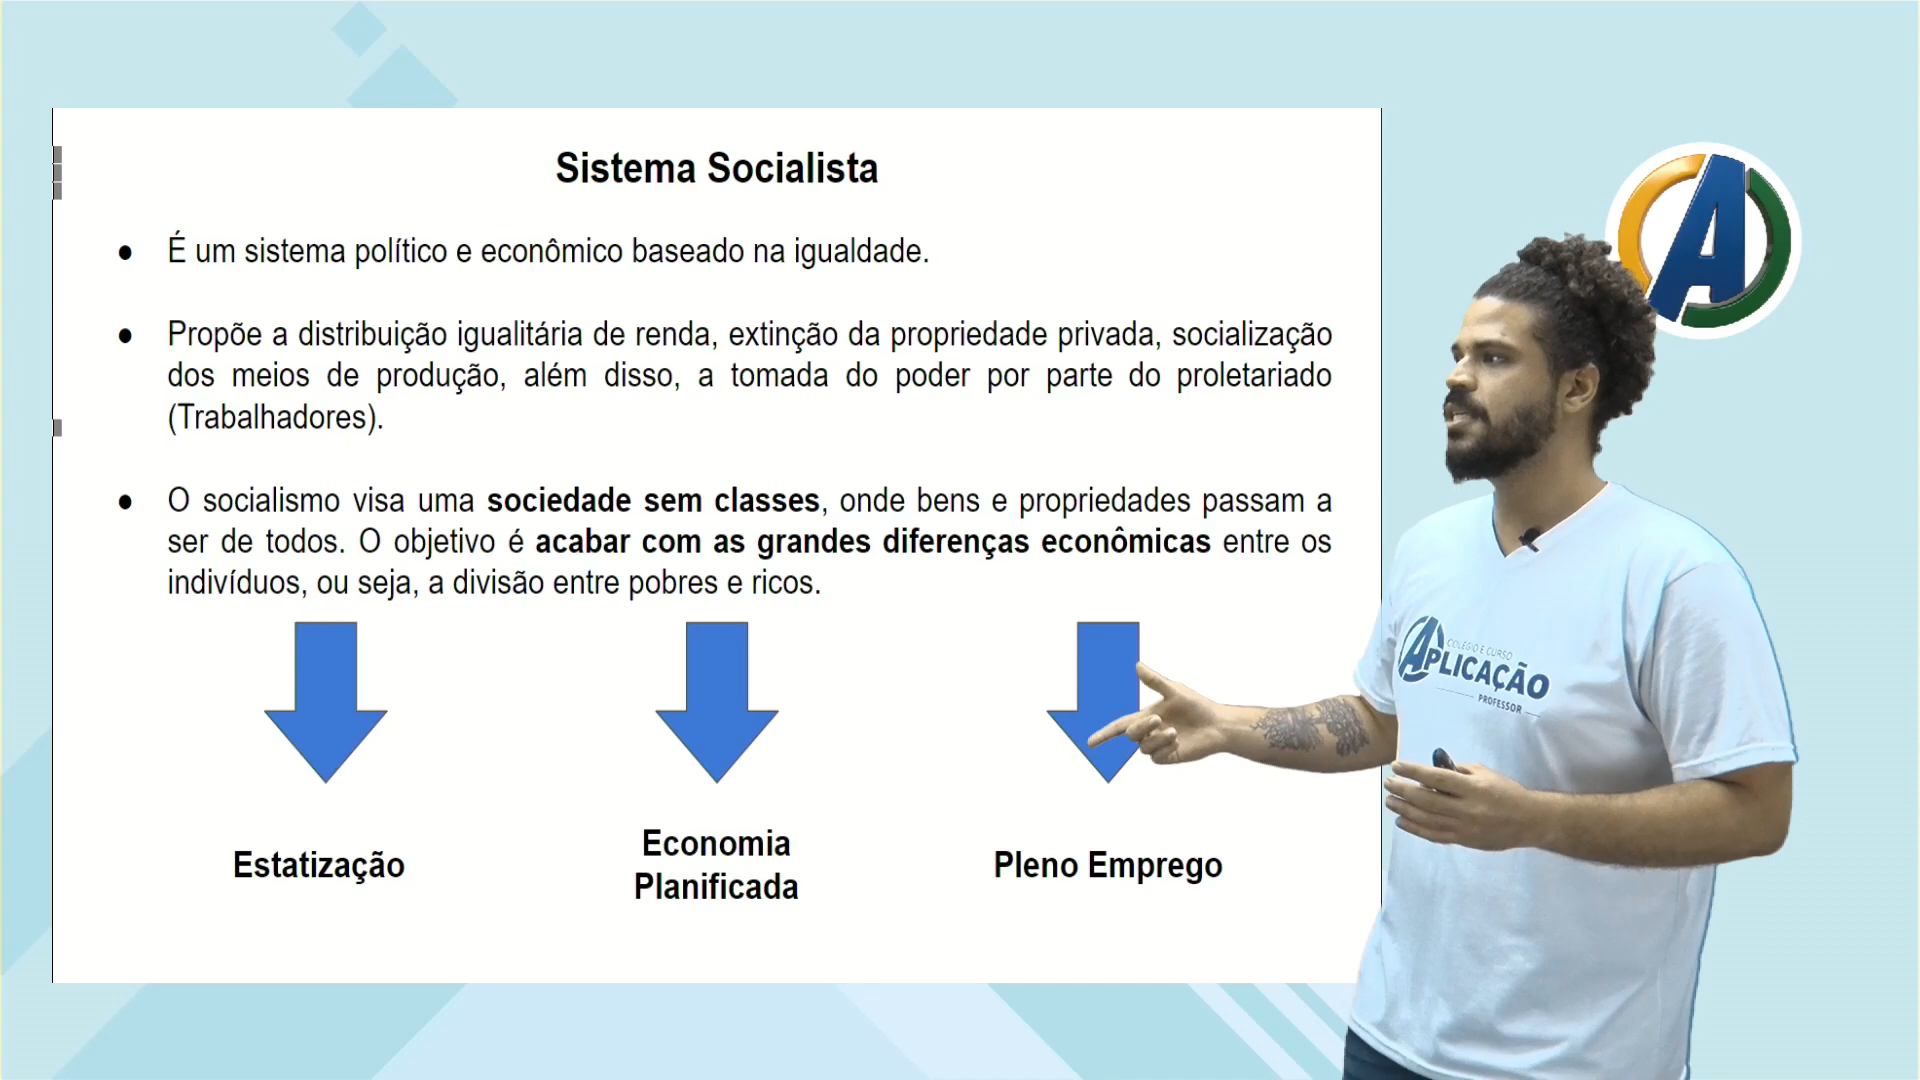 Sistema Socialista
● É um sistema político e econômico baseado na igualdade.
● Propõe a distribuição igualitária de renda, extinção da propriedade privada, socialização
dos meios de produção, além disso, a tomada do poder por parte do proletariado
(Trabalhadores).
● O socialismo visa uma sociedade sem classes, onde bens e propriedades passam a
ser de todos. O objetivo é acabar com as grandes diferenças econômicas entre os
indivíduos, ou seja, a divisão entre pobres e ricos.
Estatização
Economia
Planificada
Pleno Emprego
A
COLÉGIO E CURSO
APLICAÇÃO
PROFESSOR